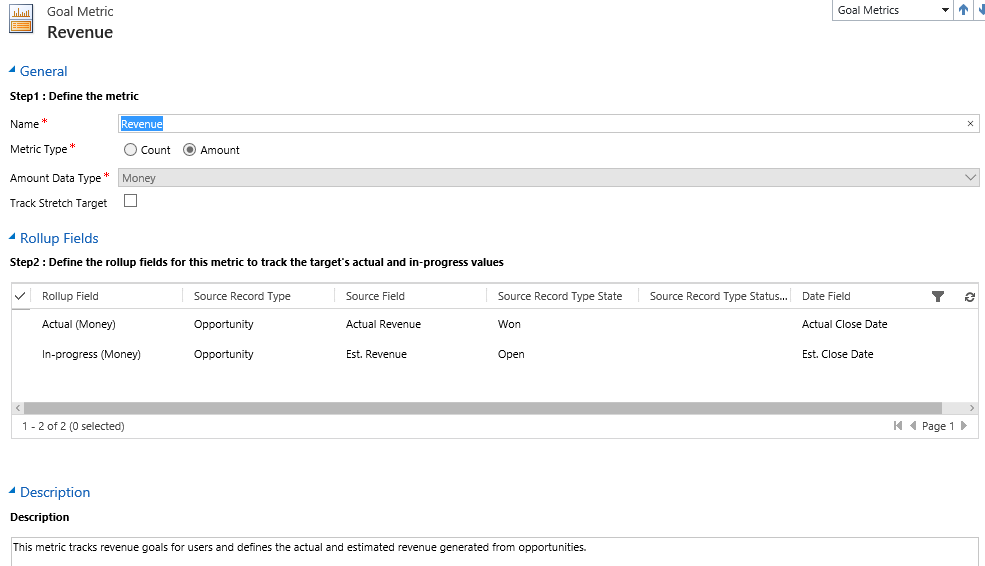 Goal Metric
Goal Metrics
Revenue
General
Step1 : Define the metric
Name *
Revenue
Metric Type *
Count
Amount
Amount Data Type *
Money
Track Stretch Target
Rollup Fields
Step2 : Define the rollup fields for this metric to track the target's actual and in-progress values
Rollup Field Source Record Type Source Field Source Record Type State Source Record Type Status... Date Field
Actual (Money) Opportunity Actual Revenue Won Actual Close Date
In-progress (Money) Opportunity Est. Revenue Open Est. Close Date
1 - 2 of 2 (0 selected) Page 1
Description
Description
This metric tracks revenue goals for users and defines the actual and estimated revenue generated from opportunities.